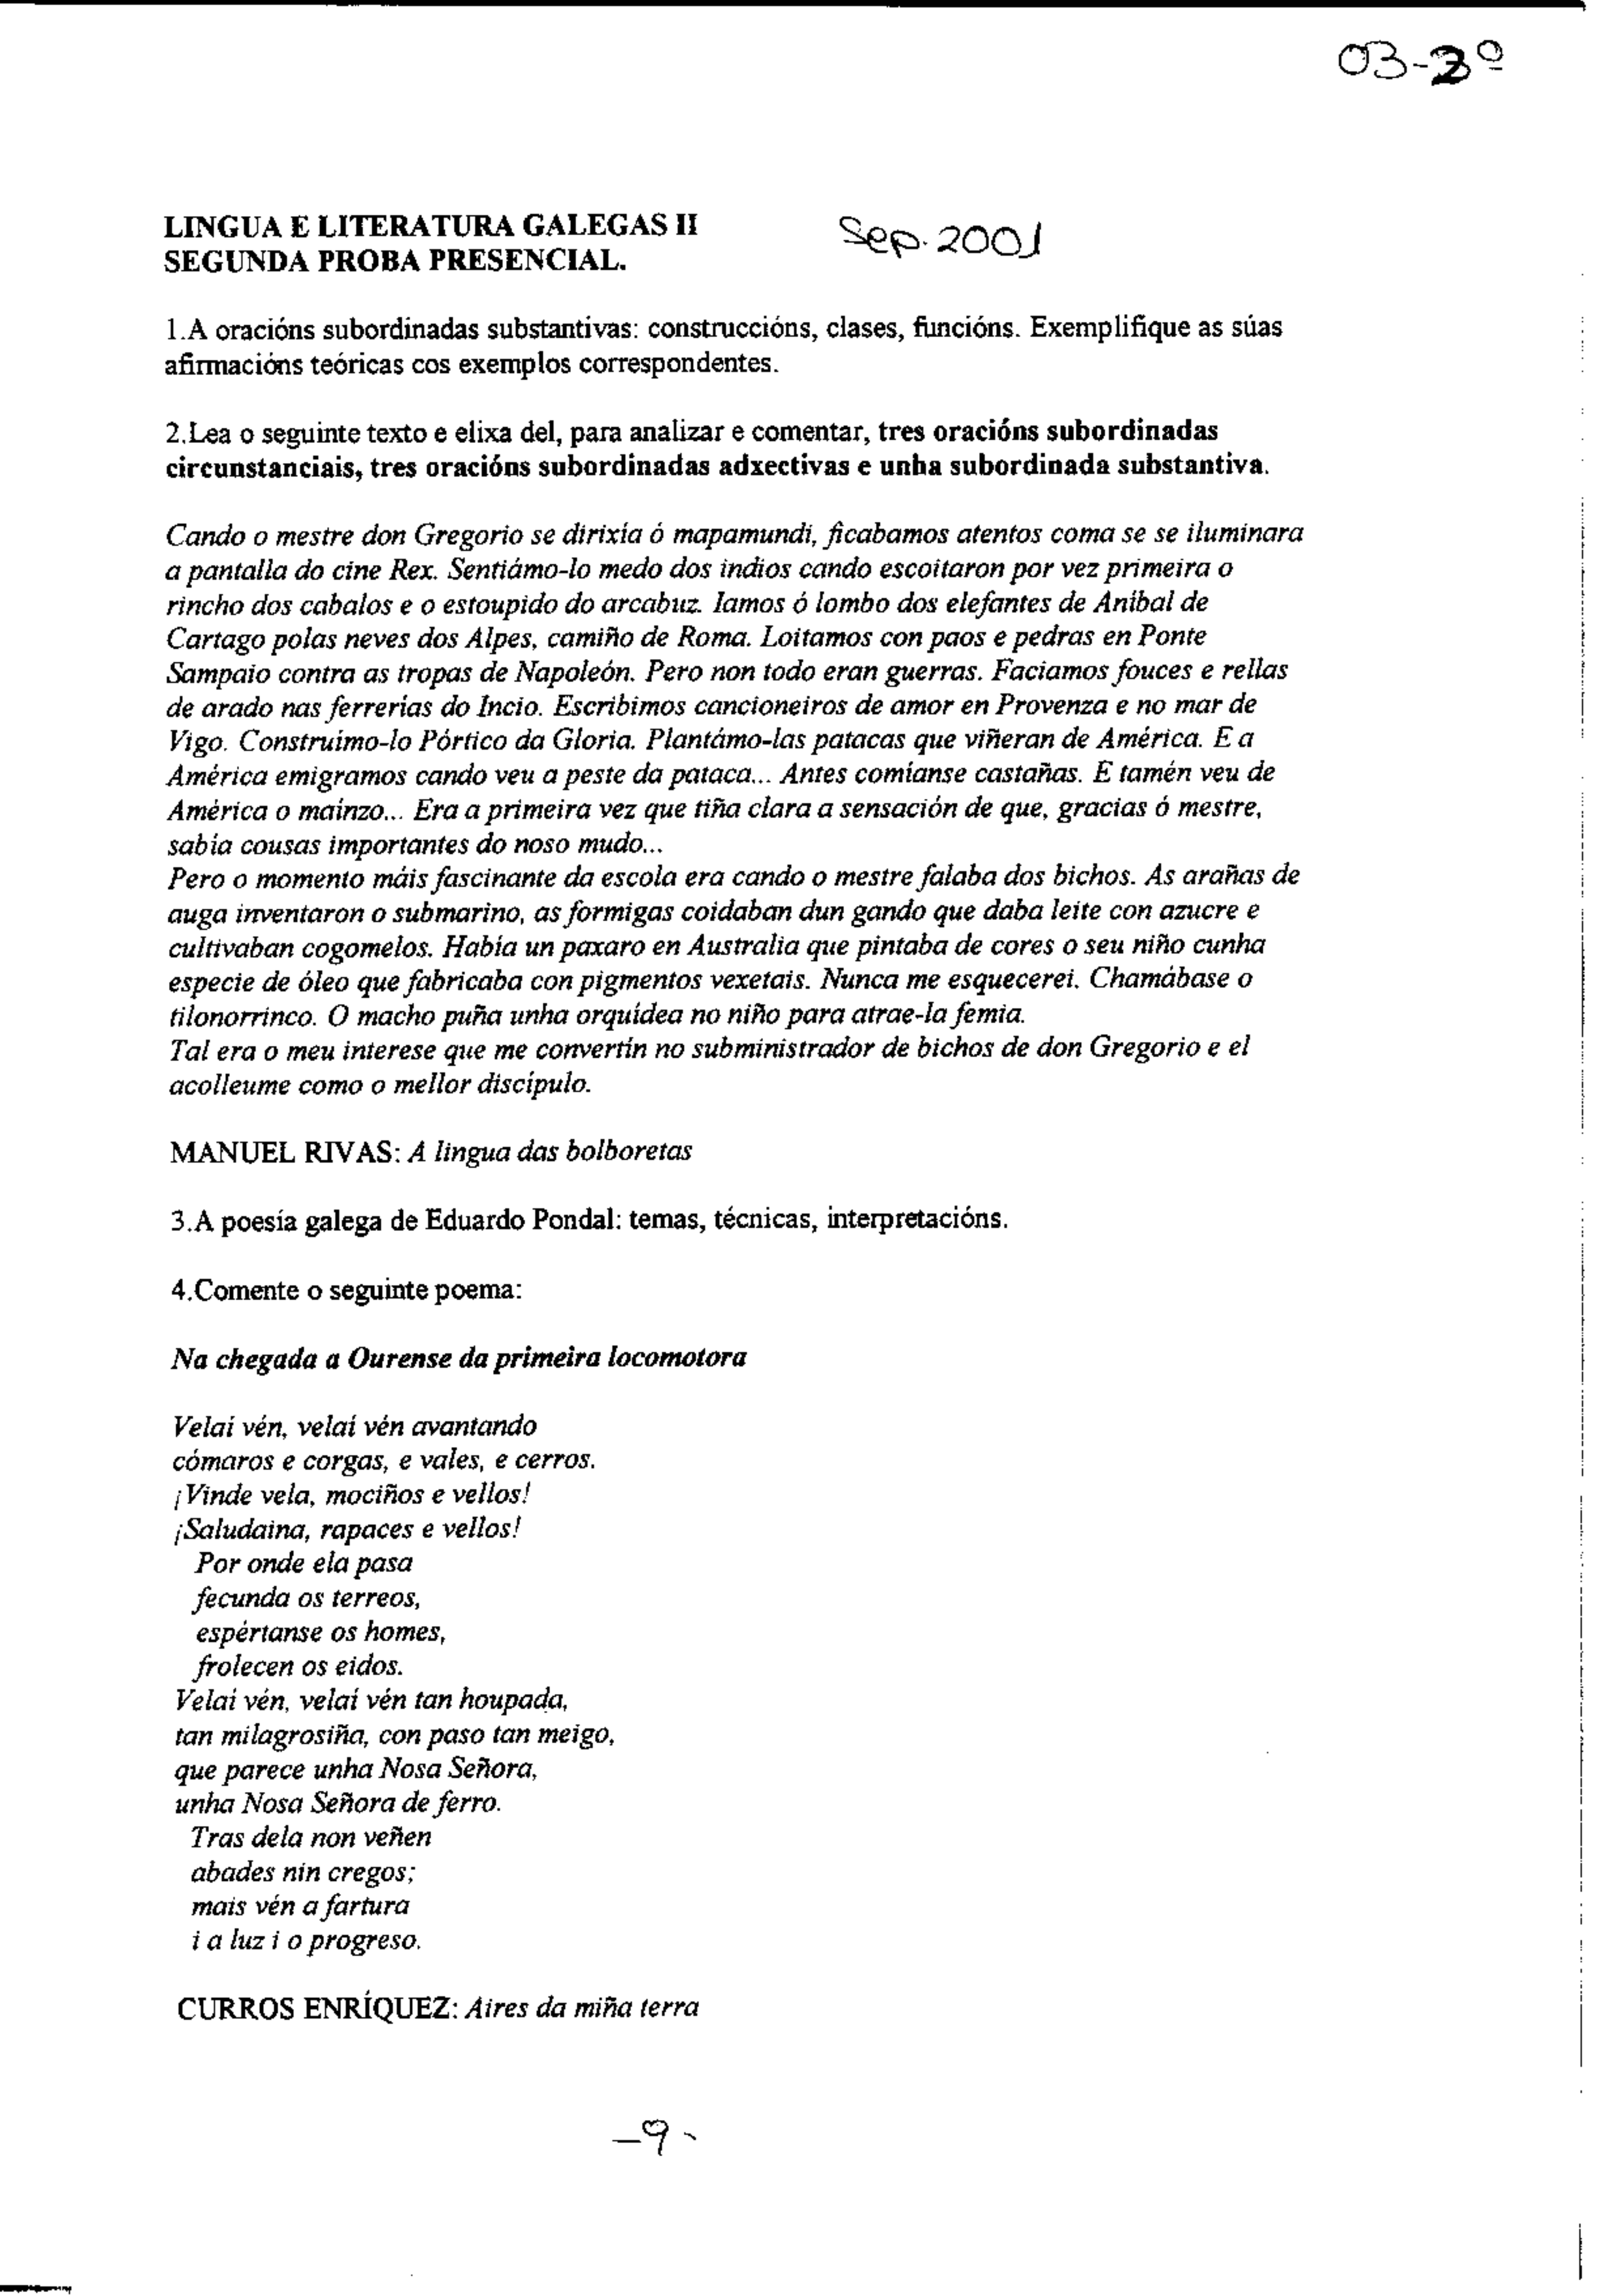 03-2º
LINGUA E LITERATURA GALEGAS II
Sep. 2001
SEGUNDA PROBA PRESENCIAL.
1.A oracións subordinadas substantivas: construccións, clases, funcións. Exemplifique as súas
afirmacións teóricas cos exemplos correspondentes.
2.Lea o seguinte texto e elixa del, para analizar e comentar, tres oracións subordinadas
circunstanciais, tres oracións subordinadas adxectivas e unha subordinada substantiva.
Cando o mestre don Gregorio se dirixía ó mapamundi, ficabamos atentos coma se se iluminara
a pantalla do cine Rex. Sentiámo-lo medo dos indios cando escoitaron por vez primeira o
rincho dos cabalos e o estoupido do arcabuz. Iamos ó lombo dos elefantes de Aníbal de
Cartago polas neves dos Alpes, camiño de Roma. Loitamos con paos e pedras en Ponte
Sampaio contra as tropas de Napoleón. Pero non todo eran guerras. Faciamos fouces e rellas
de arado nas ferrerías do Incio. Escribimos cancioneiros de amor en Provenza e no mar de
Vigo. Construímo-lo Pórtico da Gloria. Plantámo-las patacas que viñeran de América. E a
América emigramos cando veu a peste da pataca... Antes comíanse castañas. E tamén veu de
América o maínzo... Era a primeira vez que tiña clara a sensación de que, gracias ó mestre,
sabía cousas importantes do noso mudo...
Pero o momento máis fascinante da escola era cando o mestre falaba dos bichos. As arañas de
auga inventaron o submarino, as formigas coidaban dun gando que daba leite con azucre e
cultivaban cogomelos. Había un paxaro en Australia que pintaba de cores o seu niño cunha
especie de óleo que fabricaba con pigmentos vexetais. Nunca me esquecerei. Chamábase o
tilonorrinco. O macho puña unha orquídea no niño para atrae-la femia.
Tal era o meu interese que me convertín no subministrador de bichos de don Gregorio e el
acolleume como o mellor discípulo.
MANUEL RIVAS: A lingua das bolboretas
3.A poesía galega de Eduardo Pondal: temas, técnicas, interpretacións.
4.Comente o seguinte poema:
Na chegada a Ourense da primeira locomotora
Velaí vén, velaí vén avantando
cómaros e corgas, e vales, e cerros.
¡Vinde vela, mociños e vellos!
¡Saludaina, rapaces e vellos!
Por onde ela pasa
fecunda os terreos,
espértanse os homes,
frolecen os eidos.
Velaí vén, velaí vén tan houpada,
tan milagrosiña, con paso tan meigo,
que parece unha Nosa Señora,
unha Nosa Señora de ferro.
Tras dela non veñen
abades nin cregos;
mais vén a fartura
i a luz i o progreso.
CURROS ENRÍQUEZ: Aires da miña terra
-9-